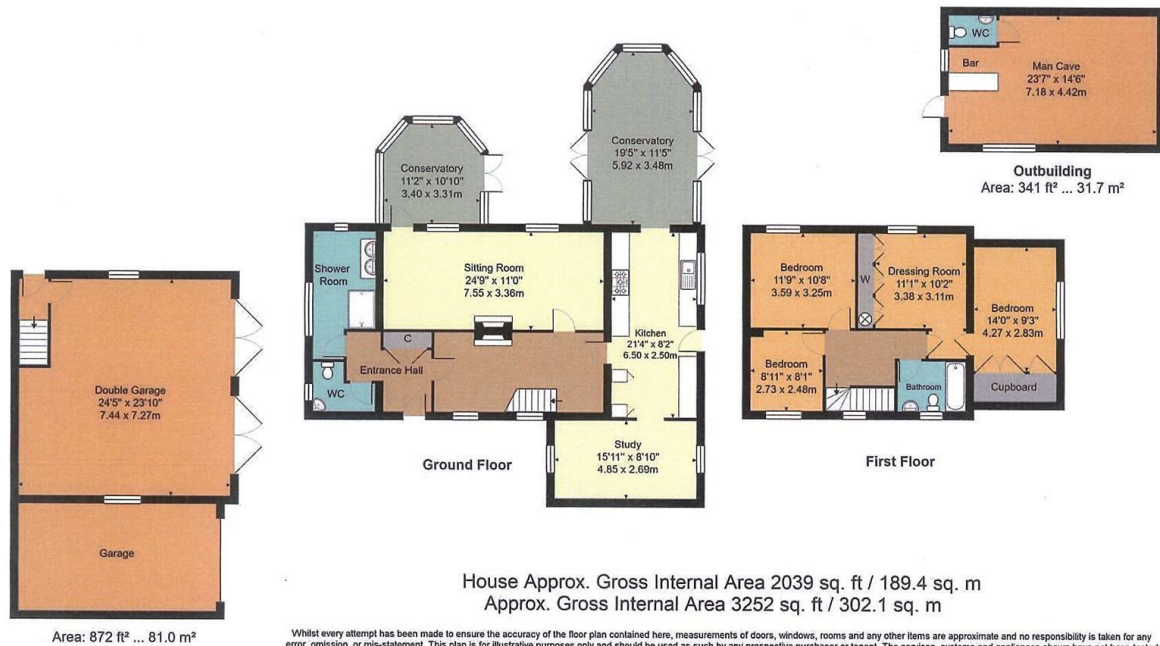 WC
Bar
Man Cave
23'7" x 14'6"
7.18 x 4.42m
Outbuilding
Area: 341 ft² ... 31.7 m²
Conservatory
19'5" x 11'5"
5.92 x 3.48m
Conservatory
11'2" x 10'10"
3.40 x 3.31m
Shower
Room
Sitting Room
24'9" x 11'0"
7.55 x 3.36m
C
Entrance Hall
WC
Kitchen
21'4" x 8'2"
6.50 x 2.50m
Study
15'11" x 8'10"
4.85 x 2.69m
Ground Floor
Bedroom
11'9" x 10'8"
3.59 x 3.25m
W
Dressing Room
11'1" x 10'2"
3.38 x 3.11m
Bedroom
14'0" x 9'3"
4.27 x 2.83m
Bedroom
8'11" x 8'1"
2.73 x 2.48m
Bathroom
Cupboard
First Floor
Double Garage
24'5" x 23'10"
7.44 x 7.27m
Garage
Area: 872 ft² ... 81.0 m²
House Approx. Gross Internal Area 2039 sq. ft / 189.4 sq. m
Approx. Gross Internal Area 3252 sq. ft / 302.1 sq. m
Whilst every attempt has been made to ensure the accuracy of the floor plan contained here, measurements of doors, windows, rooms and any other items are approximate and no responsibility is taken for any
error, omission, or mis-statement. This plan is for illustrative purposes only and should be used as such by any prospective purchaser or tenant. The services, systems and appliances shown have not been tested